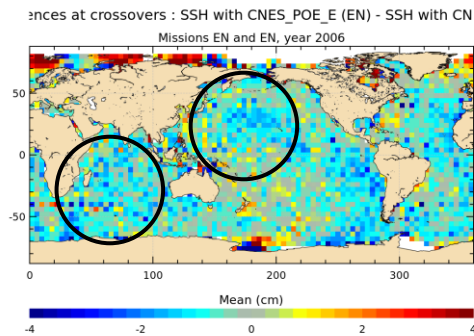 ences at crossovers : SSH with CNES_POE_E (EN) - SSH with CN
Missions EN and EN, year 2006
50
0
-50
0 100 200 300
Mean (cm)
-4 -2 0 2 4